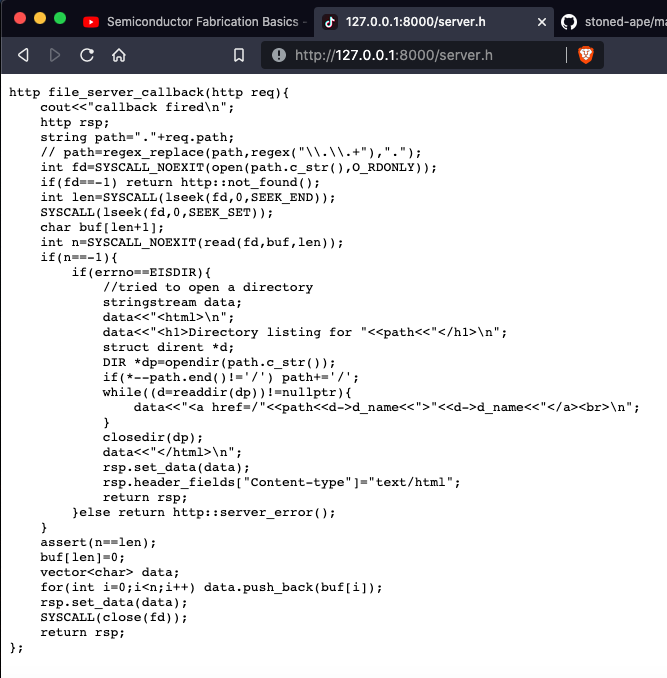 Semiconductor Fabrication Basics -
127.0.0.1:8000/server.h
stoned-ape/ma
http://127.0.0.1:8000/server.h
http file_server_callback(http req){
    cout<<"callback fired\n";
    http rsp;
    string path="."+req.path;
    // path=regex_replace(path,regex("\\.\\.+"),".");
    int fd=SYSCALL_NOEXIT(open(path.c_str(),O_RDONLY));
    if(fd==-1) return http::not_found();
    int len=SYSCALL(lseek(fd,0,SEEK_END));
    SYSCALL(lseek(fd,0,SEEK_SET));
    char buf[len+1];
    int n=SYSCALL_NOEXIT(read(fd,buf,len));
    if(n==-1){
        if(errno==EISDIR){
            //tried to open a directory
            stringstream data;
            data<<"<html>\n";
            data<<"<h1>Directory listing for "<<path<<"</h1>\n";
            struct dirent *d;
            DIR *dp=opendir(path.c_str());
            if(*--path.end()!='/') path+='/';
            while((d=readdir(dp))!=nullptr){
                data<<"<a href=/"<<path<<d->d_name<<">"<<d->d_name<<"</a><br>\n";
            }
            closedir(dp);
            data<<"</html>\n";
            rsp.set_data(data);
            rsp.header_fields["Content-type"]="text/html";
            return rsp;
        }else return http::server_error();
    }
    assert(n==len);
    buf[len]=0;
    vector<char> data;
    for(int i=0;i<n;i++) data.push_back(buf[i]);
    rsp.set_data(data);
    SYSCALL(close(fd));
    return rsp;
};